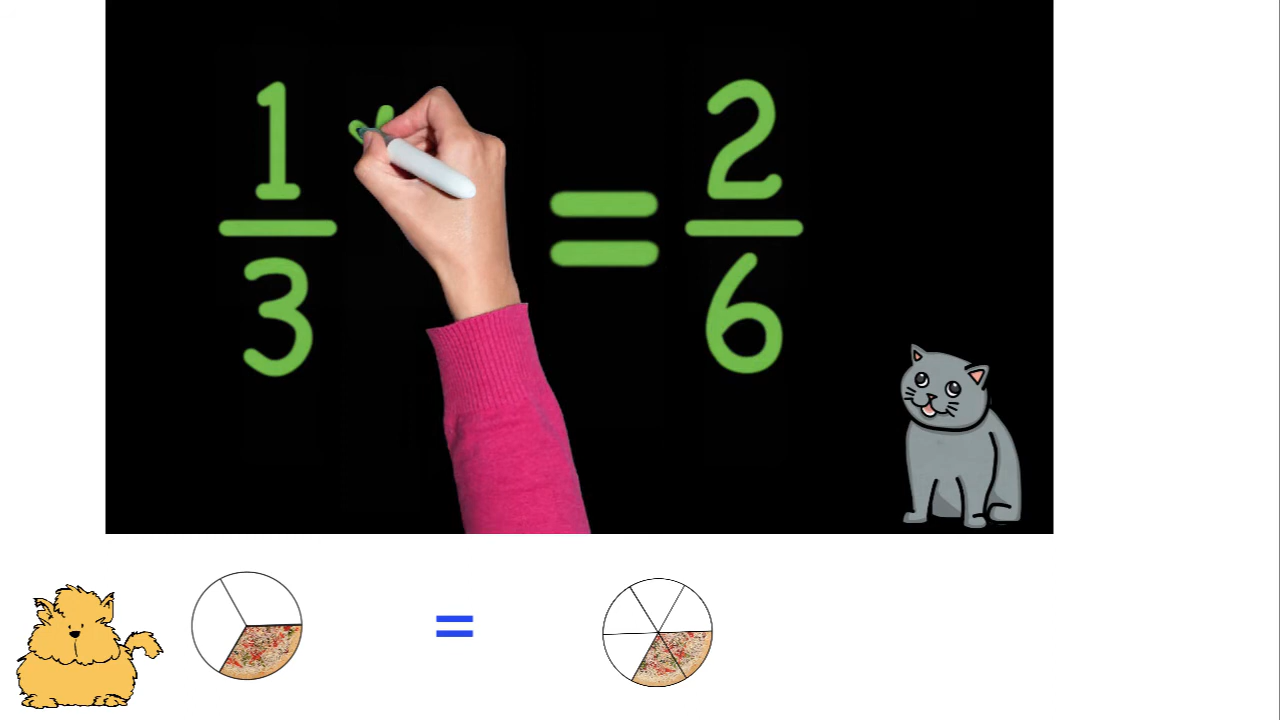 1 = 2
3 6
=